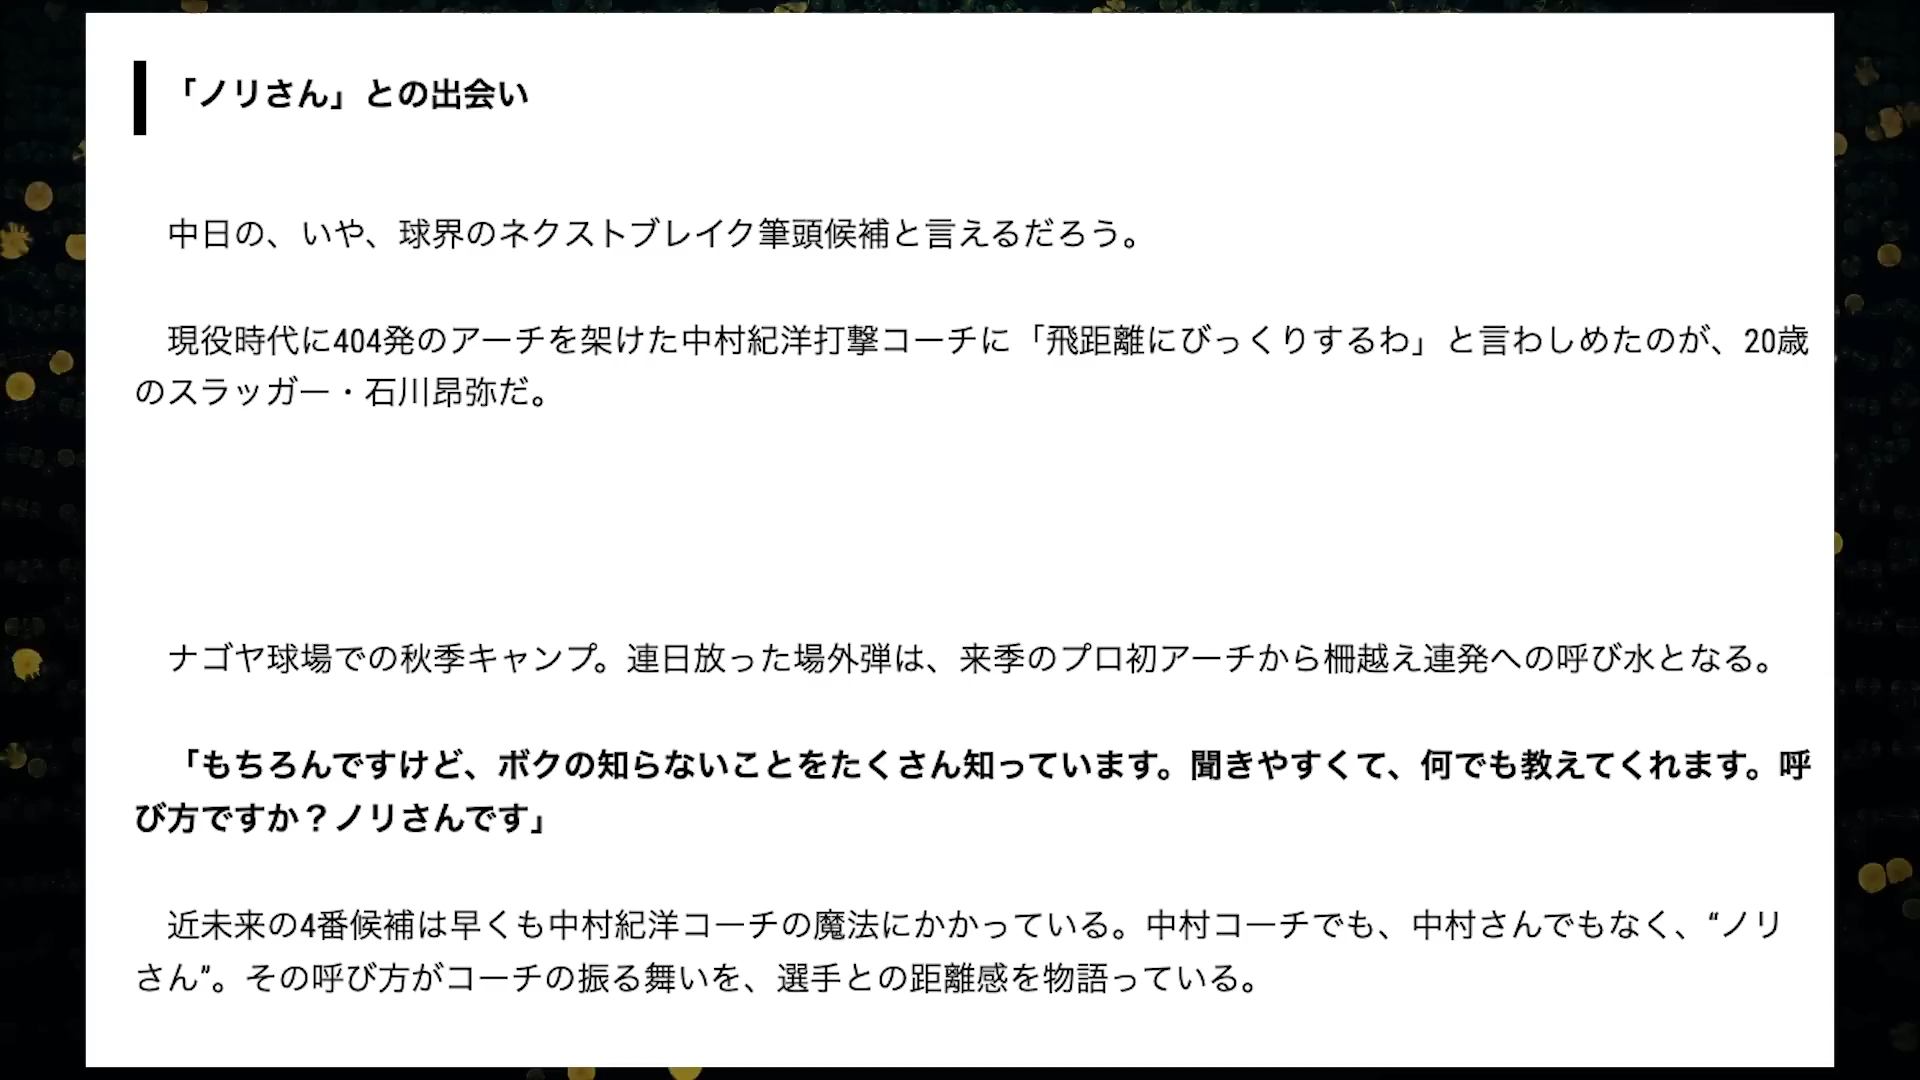 「ノリさん」との出会い
中日の、いや、球界のネクストブレイク筆頭候補と言えるだろう。
現役時代に404発のアーチを架けた中村紀洋打撃コーチに「飛距離にびっくりするわ」と言わしめたのが、20歳
のスラッガー・石川昂弥だ。
ナゴヤ球場での秋季キャンプ。連日放った場外弾は、来季のプロ初アーチから柵越え連発への呼び水となる。
「もちろんですけど、ボクの知らないことをたくさん知っています。聞きやすくて、何でも教えてくれます。呼
び方ですか？ノリさんです」
近未来の4番候補は早くも中村紀洋コーチの魔法にかかっている。中村コーチでも、中村さんでもなく、“ノリ
さん”。その呼び方がコーチの振る舞いを、選手との距離感を物語っている。